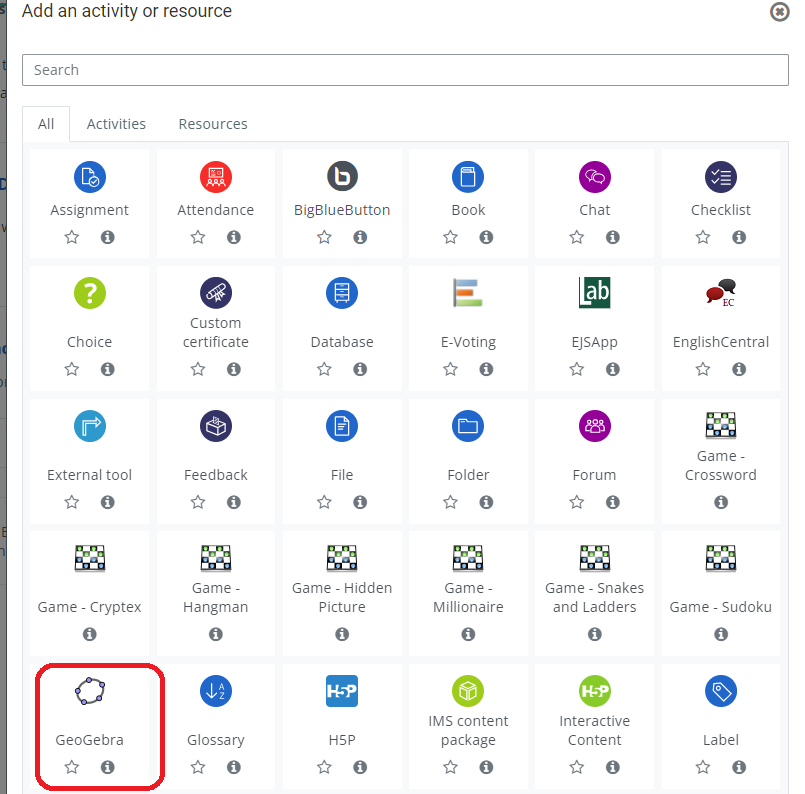 Add an activity or resource
Search
All Activities Resources
Assignment Attendance BigBlueButton Book Chat Checklist
Choice
Custom
certificate
Database
E-Voting
Lab
EJSApp
EC
EnglishCentral
External tool Feedback File Folder Forum
Game -
Crossword
Game - Cryptex
Game -
Hangman
Game - Hidden
Picture
Game -
Millionaire
Game - Snakes
and Ladders
Game - Sudoku
GeoGebra
A
Z
Glossary
H5P
H5P
IMS content
package
H5P
Interactive
Content
Label